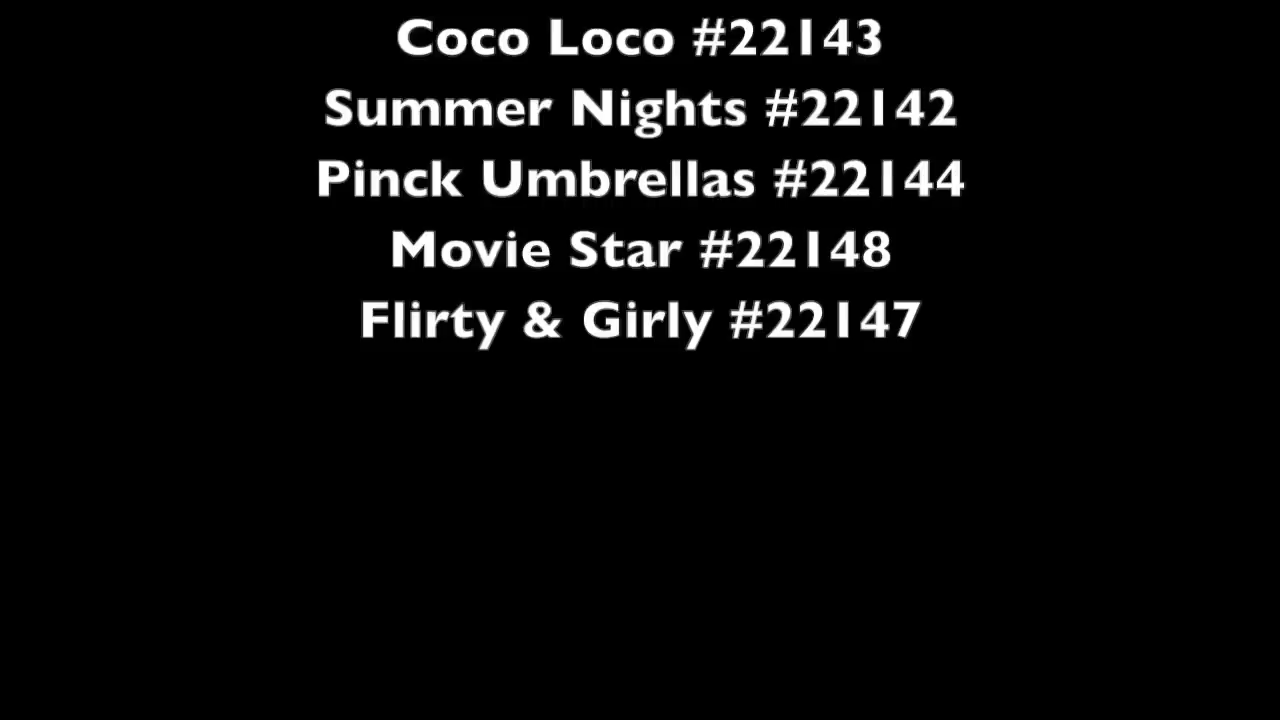 Coco Loco #22143
Summer Nights #22142
Pinck Umbrellas #22144
Movie Star #22148
Flirty & Girly #22147